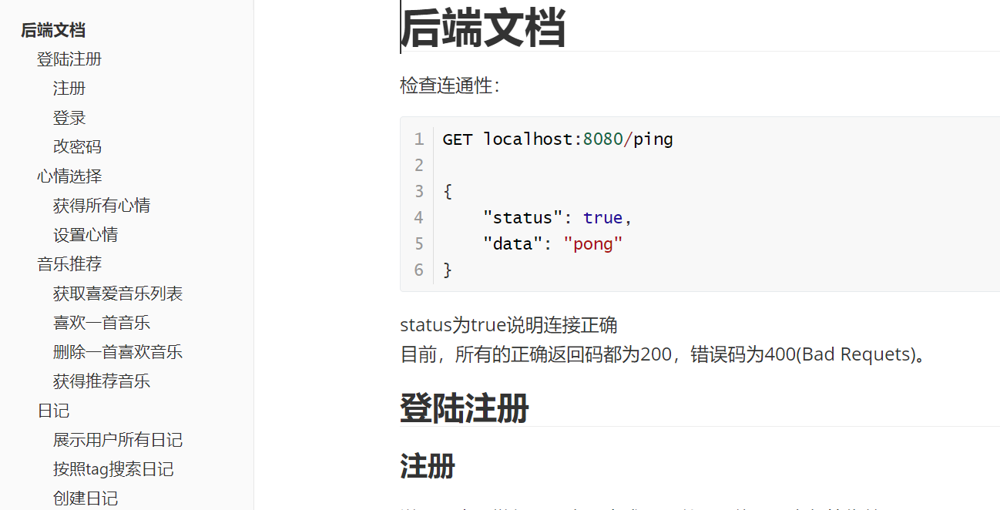 后端文档
登陆注册
注册
登录
改密码
心情选择
获得所有心情
设置心情
音乐推荐
获取喜爱音乐列表
喜欢一首音乐
删除一首喜欢音乐
获得推荐音乐
日记
展示用户所有日记
按照tag搜索日记
创建日记
后端文档
检查连通性：
1 GET localhost:8080/ping
2
3 {
4     "status": true,
5     "data": "pong"
6 }
status为true说明连接正确
目前，所有的正确返回码都为200，错误码为400(Bad Requets)。
登陆注册
注册